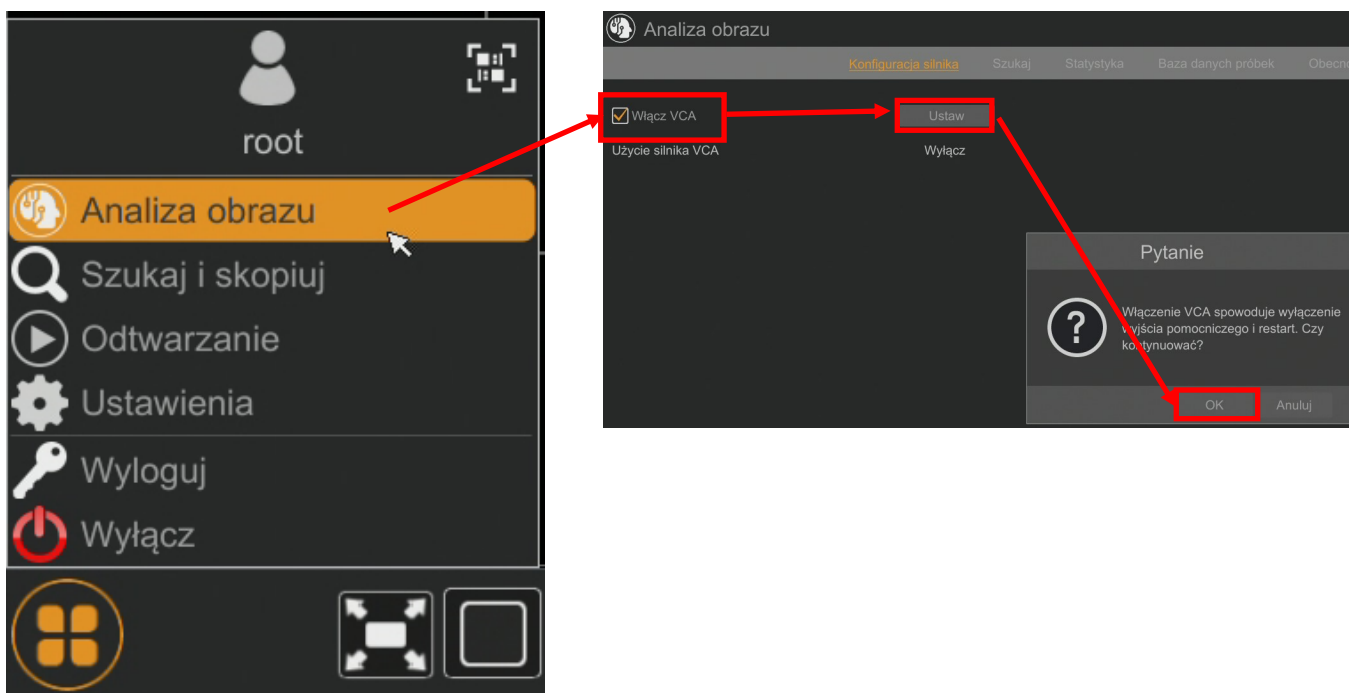 root
Analiza obrazu
Szukaj i skopiuj
Odtwarzanie
Ustawienia
Wyloguj
Wyłącz
Analiza obrazu
Konfiguracja silnika Szukaj Statystyka Baza danych próbek Obecno
Włącz VCA Ustaw
Użycie silnika VCA Wyłącz
Pytanie
Włączenie VCA spowoduje wyłączenie
wyjścia pomocniczego i restart. Czy
kontynuować?
OK Anuluj